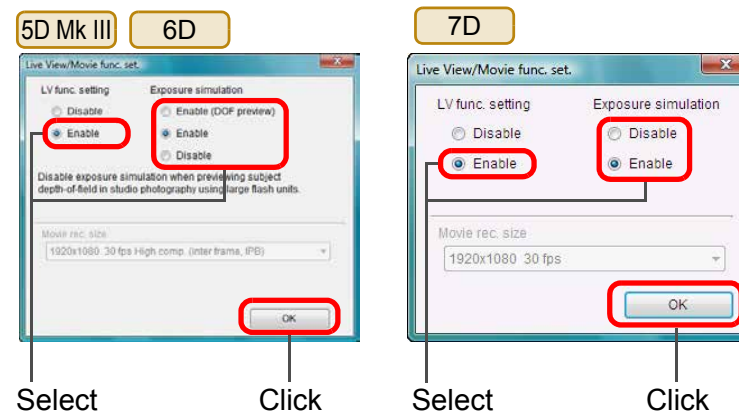 5D Mk III 6D
Live View/Movie func. set.
LV func. setting Exposure simulation
Disable Enable (DOF preview)
Enable Enable
Disable
Disable exposure simulation when previewing subject
depth-of-field in studio photography using large flash units.
Movie rec. size
1920x1080 30 fps High comp. (inter frame, IPB)
OK
Select Click
7D
Live View/Movie func. set.
LV func. setting Exposure simulation
Disable Disable
Enable Enable
Movie rec. size
1920x1080 30 fps
OK
Select Click